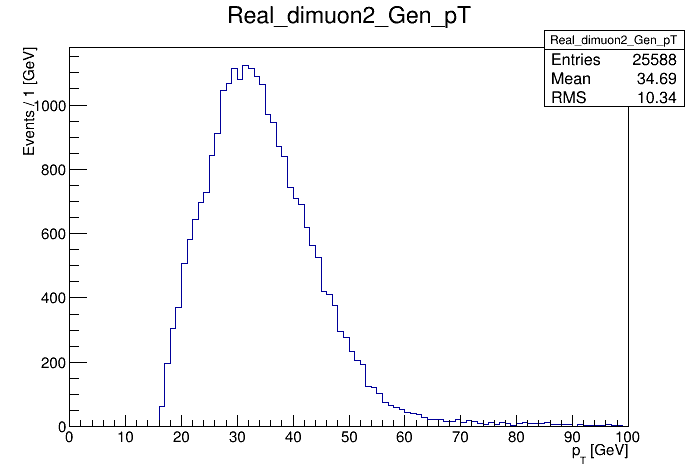 Real_dimuon2_Gen_pT
Real_dimuon2_Gen_pT
Entries 25588
Mean 34.69
RMS 10.34
Events / 1 [GeV]
1000
800
600
400
200
0
0 10 20 30 40 50 60 70 80 90 100
pT [GeV]